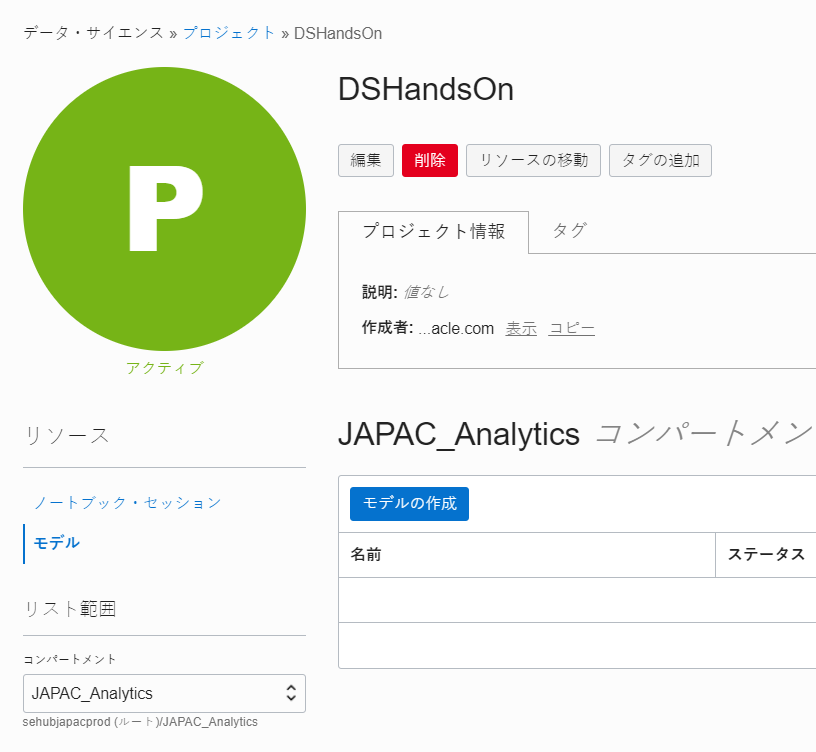 データ・サイエンス » プロジェクト » DSHandsOn
P
アクティブ
DSHandsOn
編集 削除 リソースの移動 タグの追加
プロジェクト情報 タグ
説明: 値なし
作成者: ...acle.com 表示 コピー
リソース
ノートブック・セッション
モデル
リスト範囲
コンパートメント
JAPAC_Analytics
sehubjapacprod (ルート)/JAPAC_Analytics
JAPAC_Analytics コンパートメン
モデルの作成
名前 ステータス